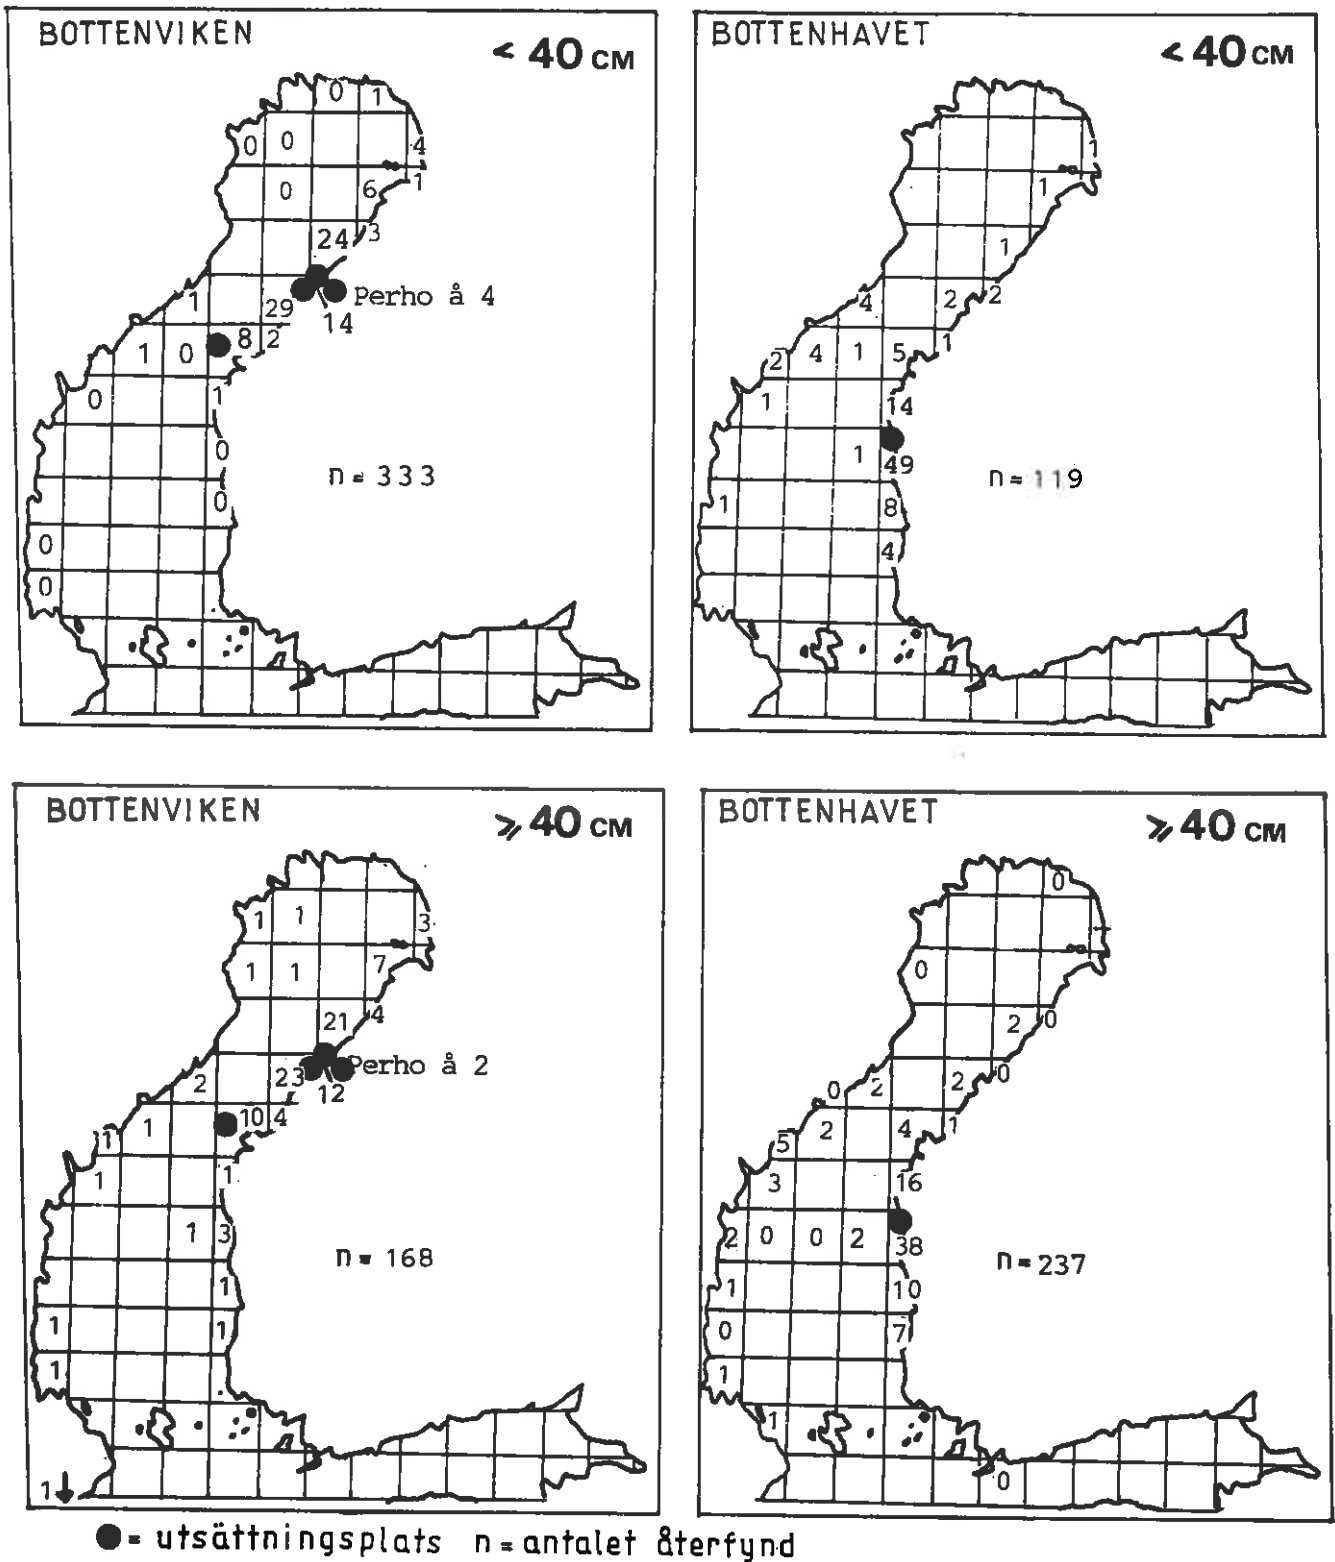 BOTTENVIKEN < 40 CM
0 1
0 0 4
0 6 1
24 3
1 29 Perho å 4
14
1 0 8 2
0 1
0
n = 333
0
0
0
BOTTENHAVET < 40 CM
1
1
1
4 2 2
2 4 1 5 1
1 14
1 49
n = 119
1 8
4
BOTTENVIKEN ⩾ 40 CM
1 1 3
1 1 7
21 4
2 23 Perho å 2
12
1 1 10 4
1 1
1 3
n = 168
1
1 1
1
1
BOTTENHAVET ⩾ 40 CM
0
0
2 0
0 2 2 0
5 2 4 1
3 16
2 0 0 2 38
n = 237
1 10
0 7
1
1
0
● = utsättningsplats n = antalet återfynd